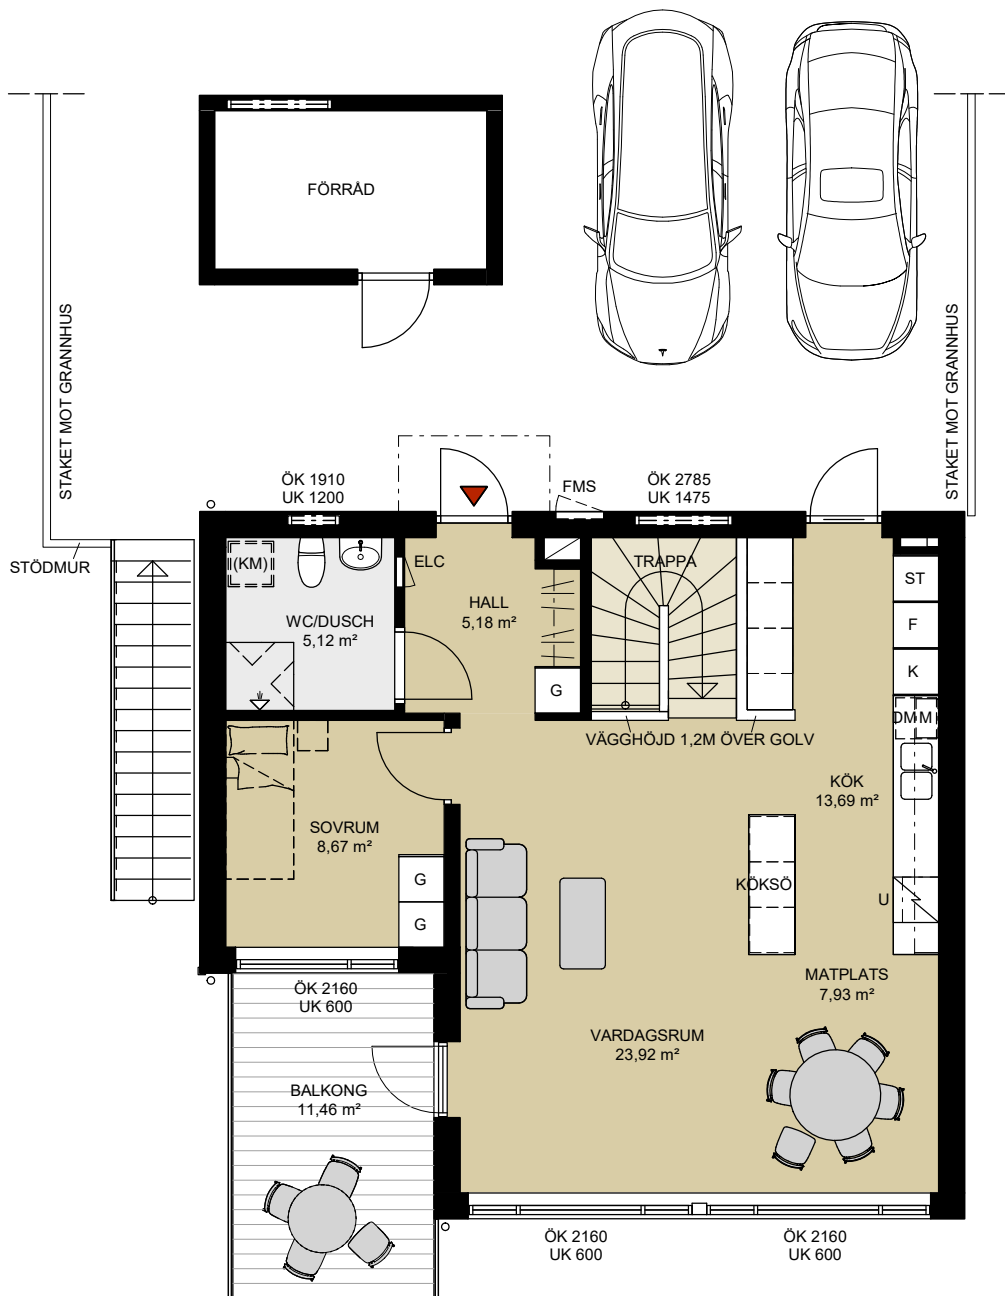 FÖRRÅD
STAKET MOT GRANNHUS
STAKET MOT GRANNHUS
ÖK 1910
UK 1200
FMS
ÖK 2785
UK 1475
STÖDMUR
(KM)
ELC
TRAPPA
HALL
5,18 m²
WC/DUSCH
5,12 m²
ST
F
K
G
DMM
VÄGGHÖJD 1,2M ÖVER GOLV
KÖK
13,69 m²
SOVRUM
8,67 m²
G
G
KÖKSÖ
U
MATPLATS
7,93 m²
ÖK 2160
UK 600
VARDAGSRUM
23,92 m²
BALKONG
11,46 m²
ÖK 2160
UK 600
ÖK 2160
UK 600